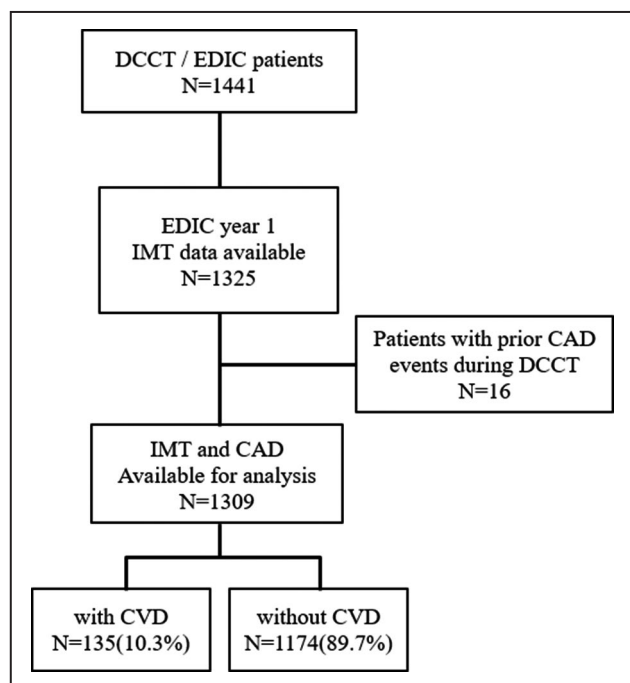 DCCT / EDIC patients
N=1441
EDIC year 1
IMT data available
N=1325
Patients with prior CAD
events during DCCT
N=16
IMT and CAD
Available for analysis
N=1309
with CVD
N=135(10.3%)
without CVD
N=1174(89.7%)